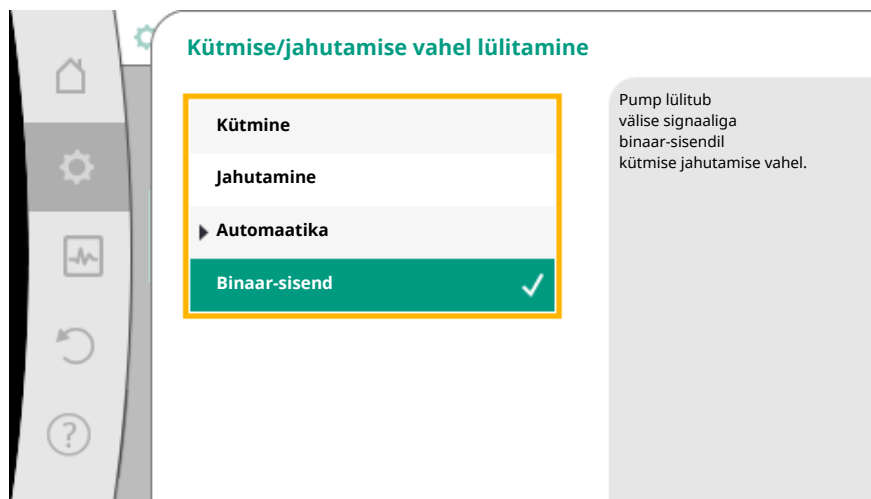 Kütmise/jahutamise vahel lülitamine
Kütmine
Jahutamine
Automaatika
Binaar-sisend
Pump lülitub
välise signaaliga
binaar-sisendil
kütmise jahutamise vahel.